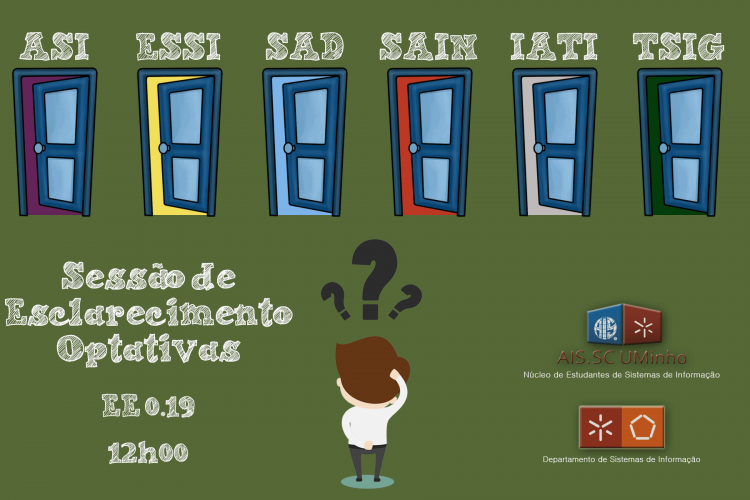 ASI ESSI SAD SAIN IATI TSIG
Sessão de
Esclarecimento
Optativas
EE 0.19
12h00
AIS
AIS.SC UMinho
Núcleo de Estudantes de Sistemas de Informação
Departamento de Sistemas de Informação